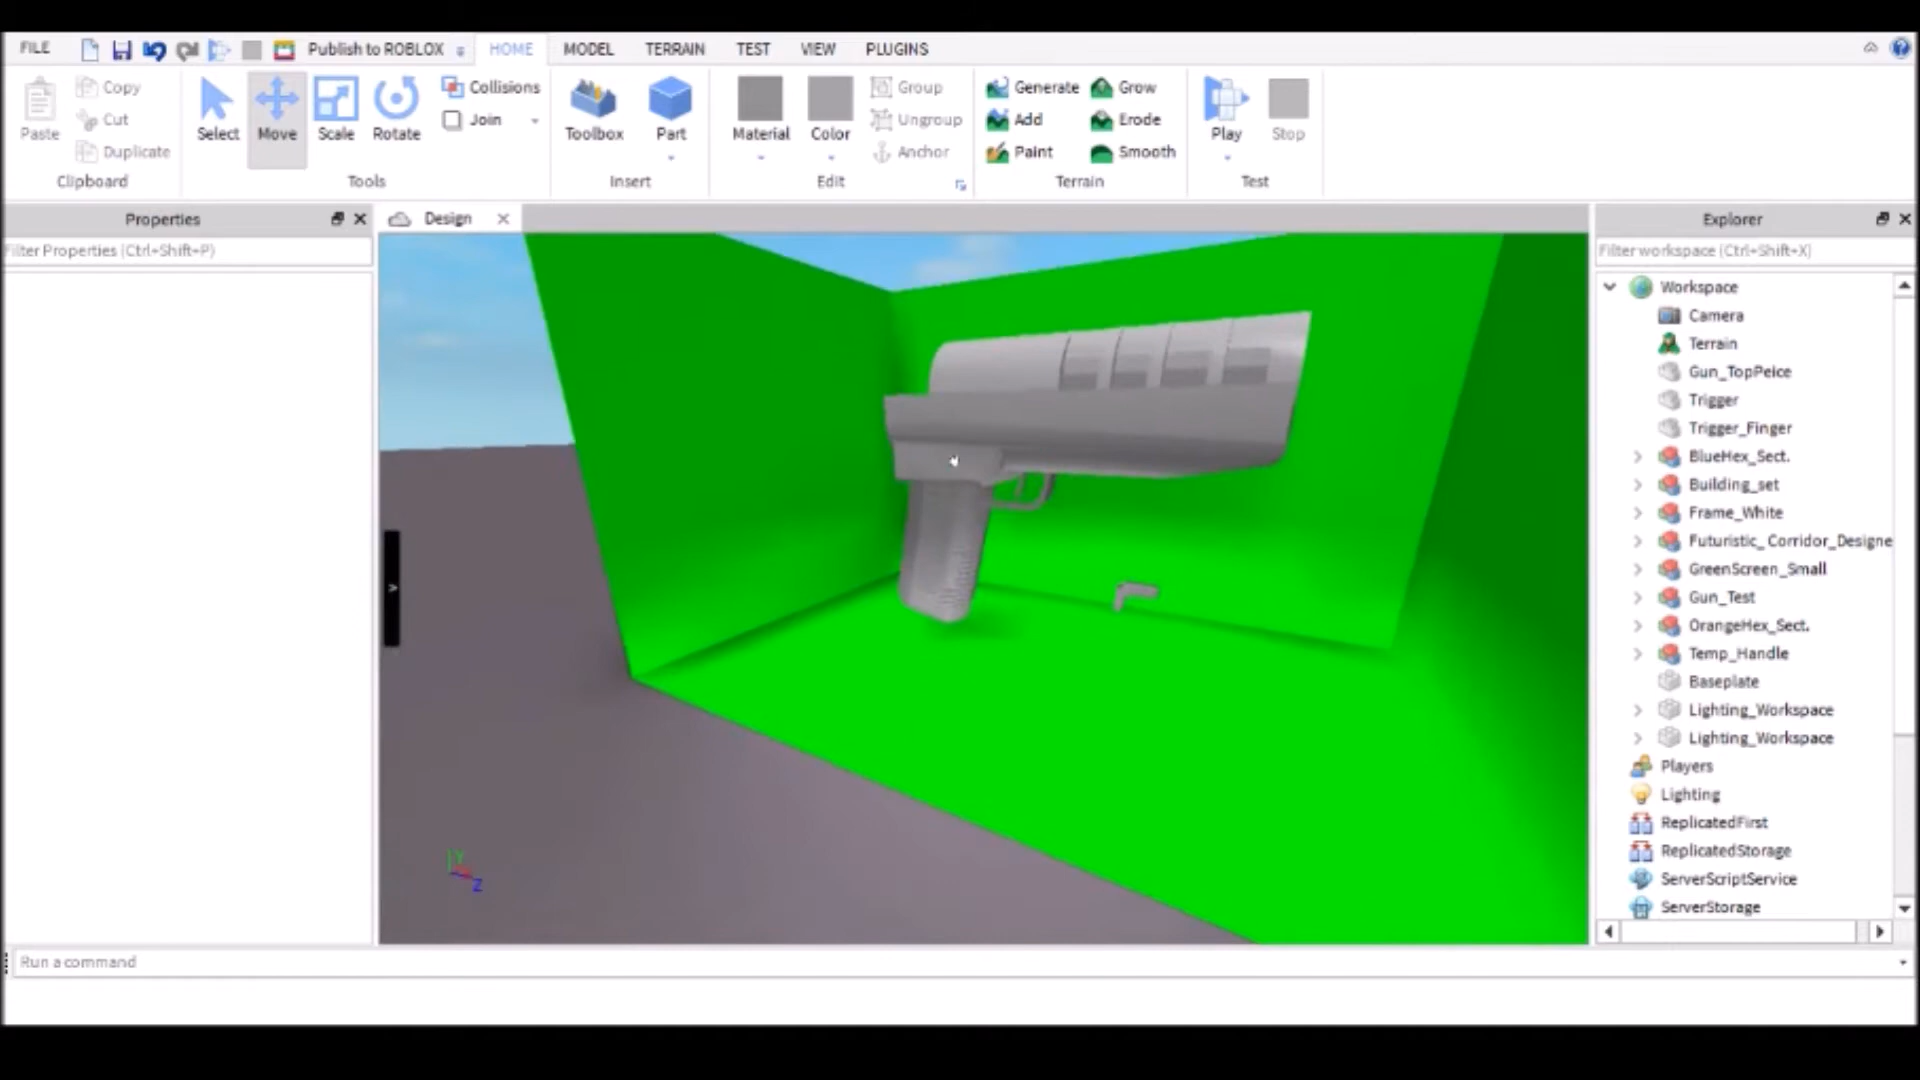 FILE Publish to ROBLOX HOME MODEL TERRAIN TEST VIEW PLUGINS
Paste Copy Cut Duplicate
Clipboard
Select Move Scale Rotate Collisions Join
Tools
Toolbox Part
Insert
Material Color Group Ungroup Anchor
Edit
Generate Grow
Add Erode
Paint Smooth
Terrain
Play Stop
Test
Properties
Filter Properties (Ctrl+Shift+P)
Design
Y
Z
Explorer
Filter workspace (Ctrl+Shift+X)
Workspace
Camera
Terrain
Gun_TopPeice
Trigger
Trigger_Finger
BlueHex_Sect.
Building_set
Frame_White
Futuristic_Corridor_Designe
GreenScreen_Small
Gun_Test
OrangeHex_Sect.
Temp_Handle
Baseplate
Lighting_Workspace
Lighting_Workspace
Players
Lighting
ReplicatedFirst
ReplicatedStorage
ServerScriptService
ServerStorage
Run a command